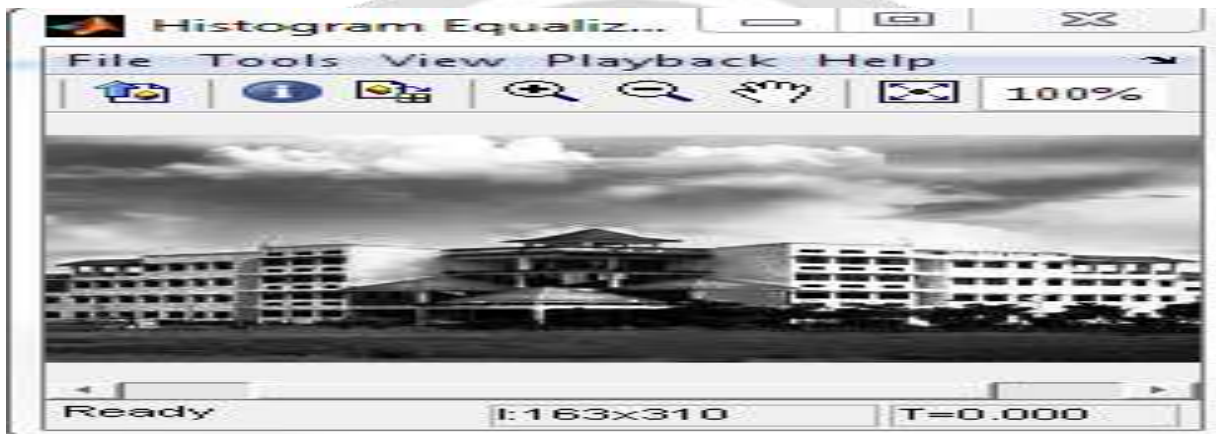 Histogram Equaliz...
File Tools View Playback Help
100%
Ready I:163x310 T=0.000